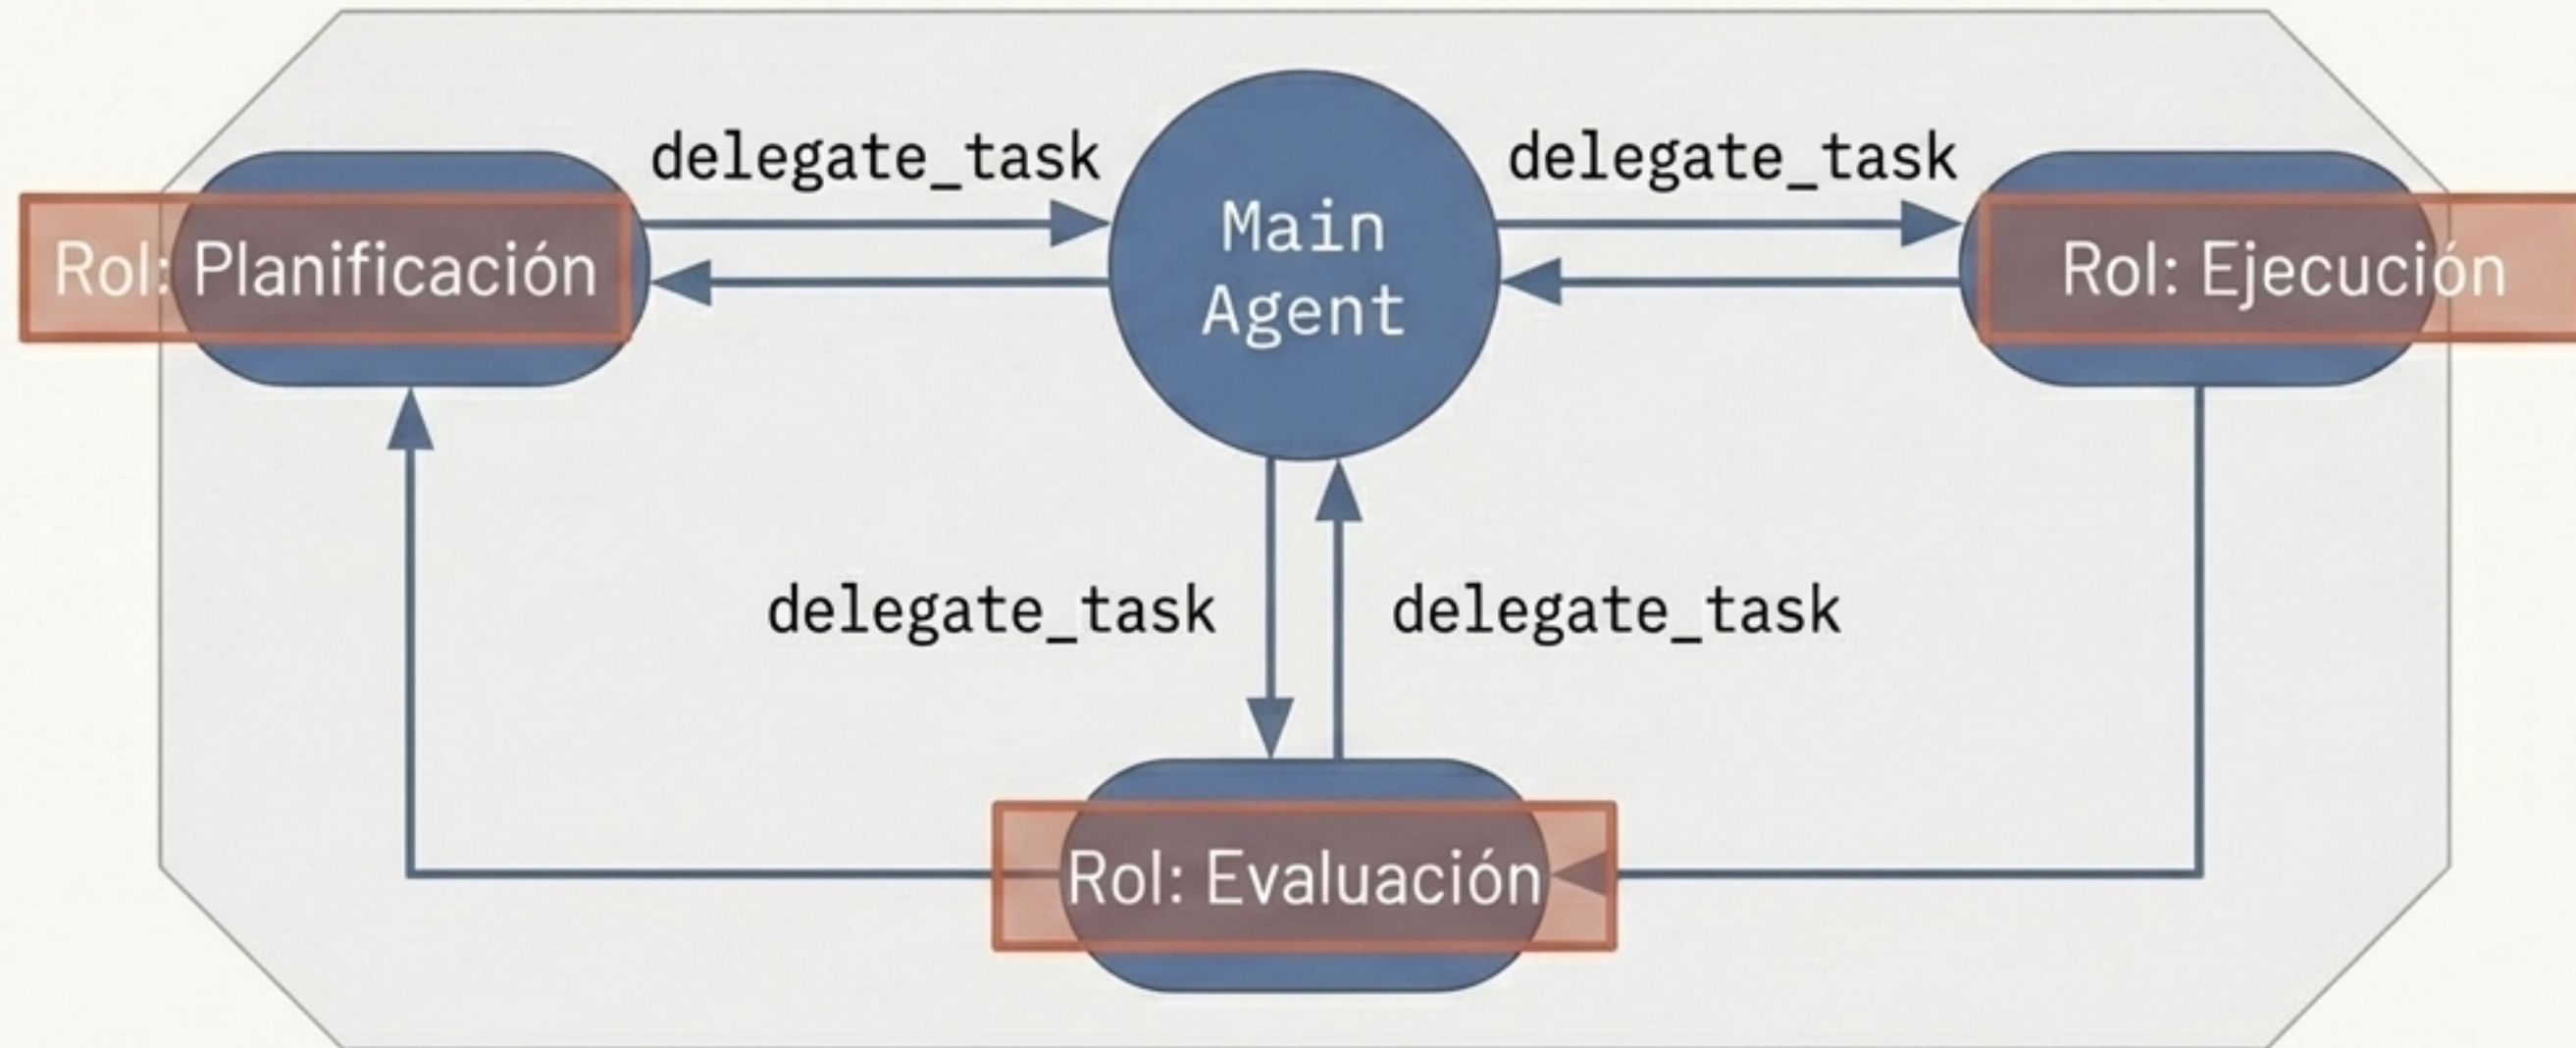 delegate_task
delegate_task
Rol: Planificación
Main
Agent
Rol: Ejecución
delegate_task
delegate_task
Rol: Evaluación